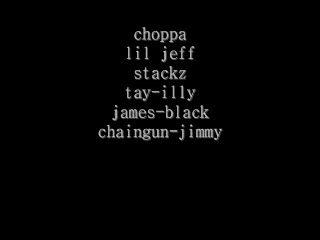 choppa
lil jeff
stackz
tay-illy
james-black
chaingun-jimmy